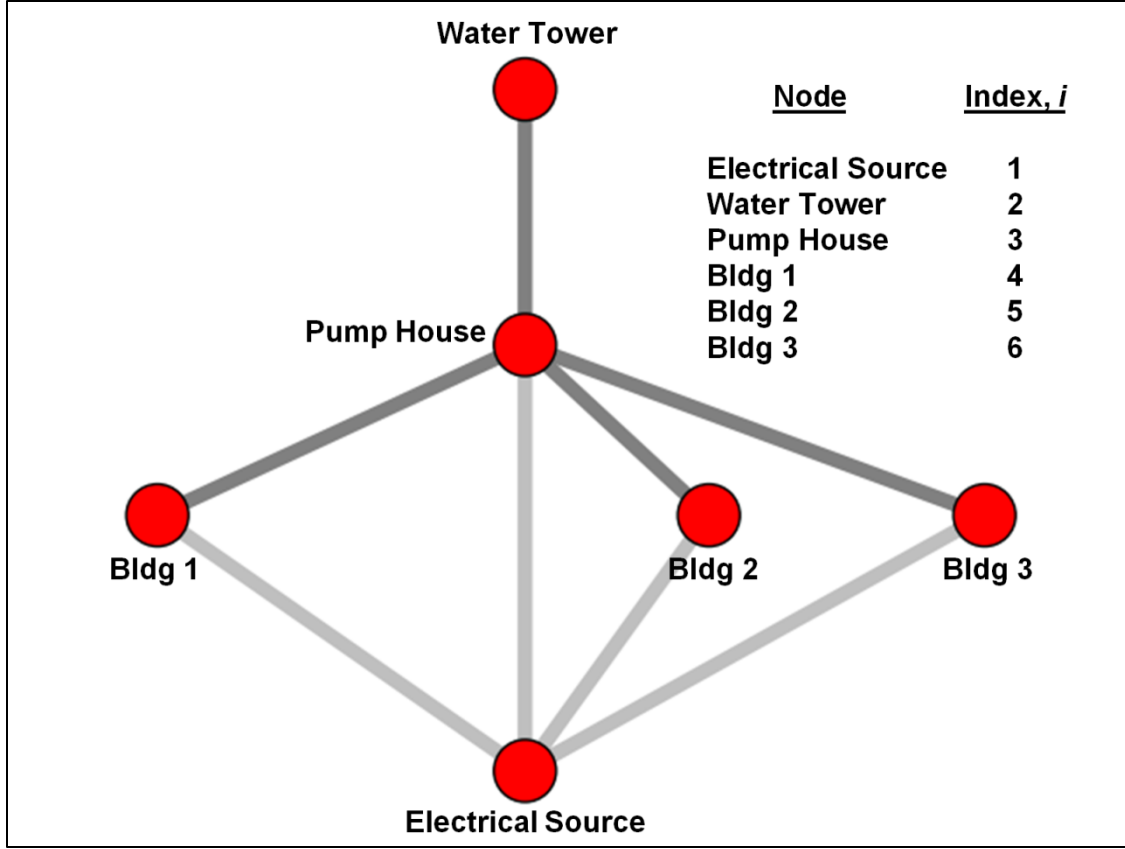 Water Tower
Node Index, i
Electrical Source 1
Water Tower 2
Pump House 3
Bldg 1 4
Bldg 2 5
Bldg 3 6
Pump House
Bldg 1
Bldg 2
Bldg 3
Electrical Source